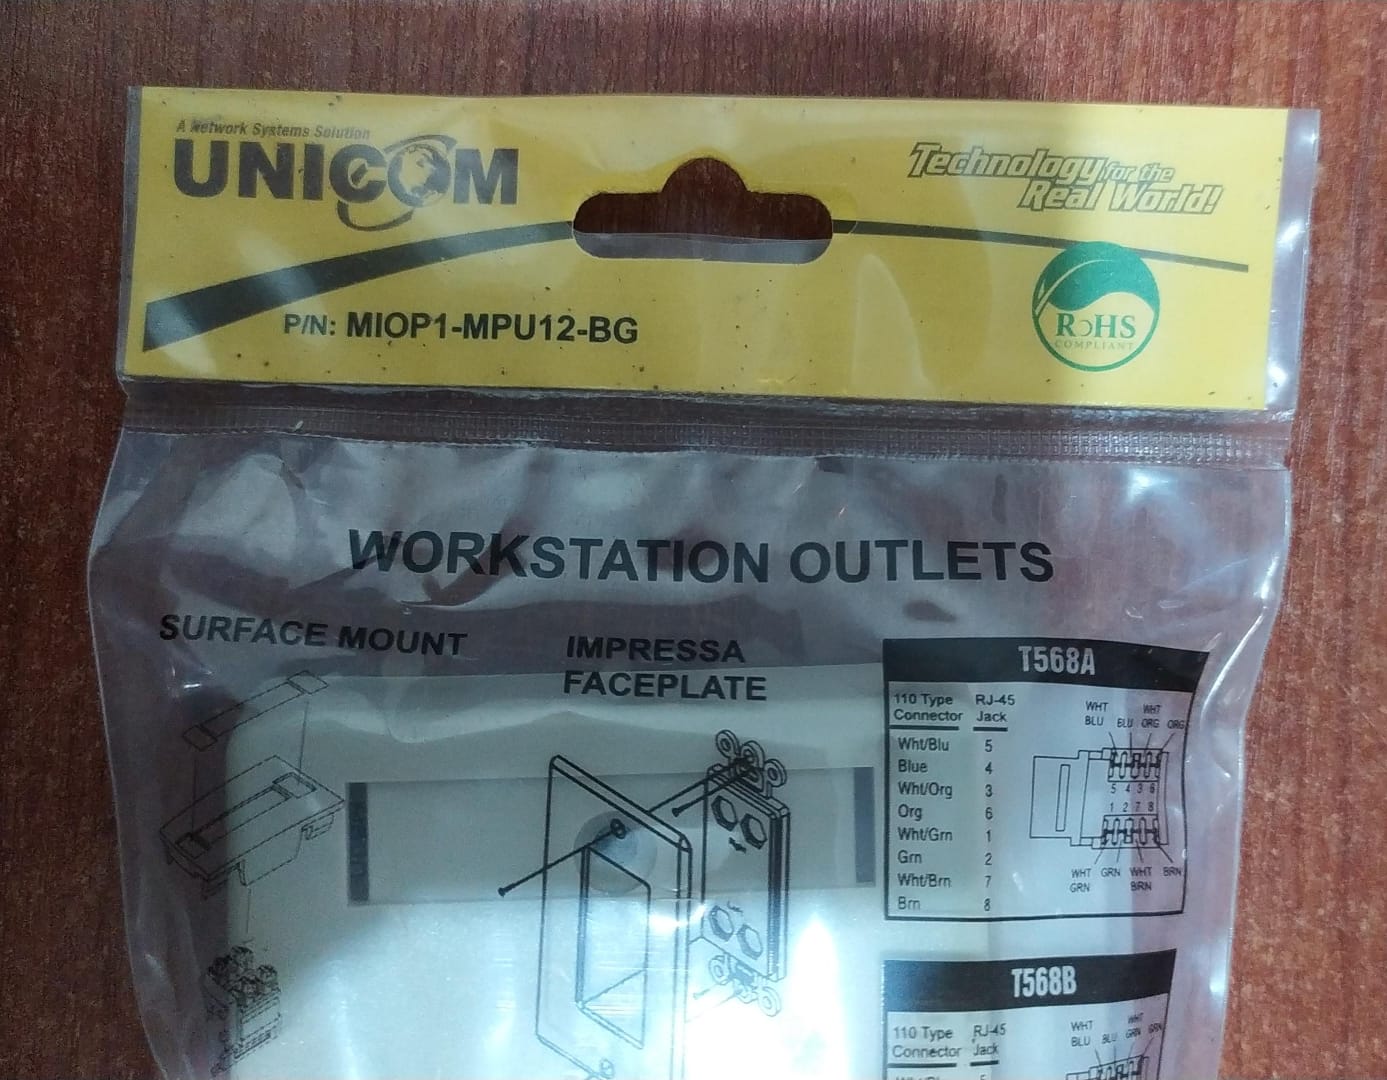 A Network Systems Solution
UNICOM
Technology for the
Real World!
P/N: MIOP1-MPU12-BG
RoHS
COMPLIANT
WORKSTATION OUTLETS
SURFACE MOUNT
IMPRESSA
FACEPLATE
T568A
110 Type RJ-45
Connector Jack
Wht/Blu 5
Blue 4
Wht/Org 3
Org 6
Wht/Grn 1
Grn 2
Wht/Brn 7
Brn 8
WHT WHT
BLU BLU ORG ORG
5 4 3 6
1 2 7 8
WHT GRN WHT BRN
GRN BRN
T568B
110 Type RJ-45
Connector Jack
WHT WHT
BLU BLU GRN GRN